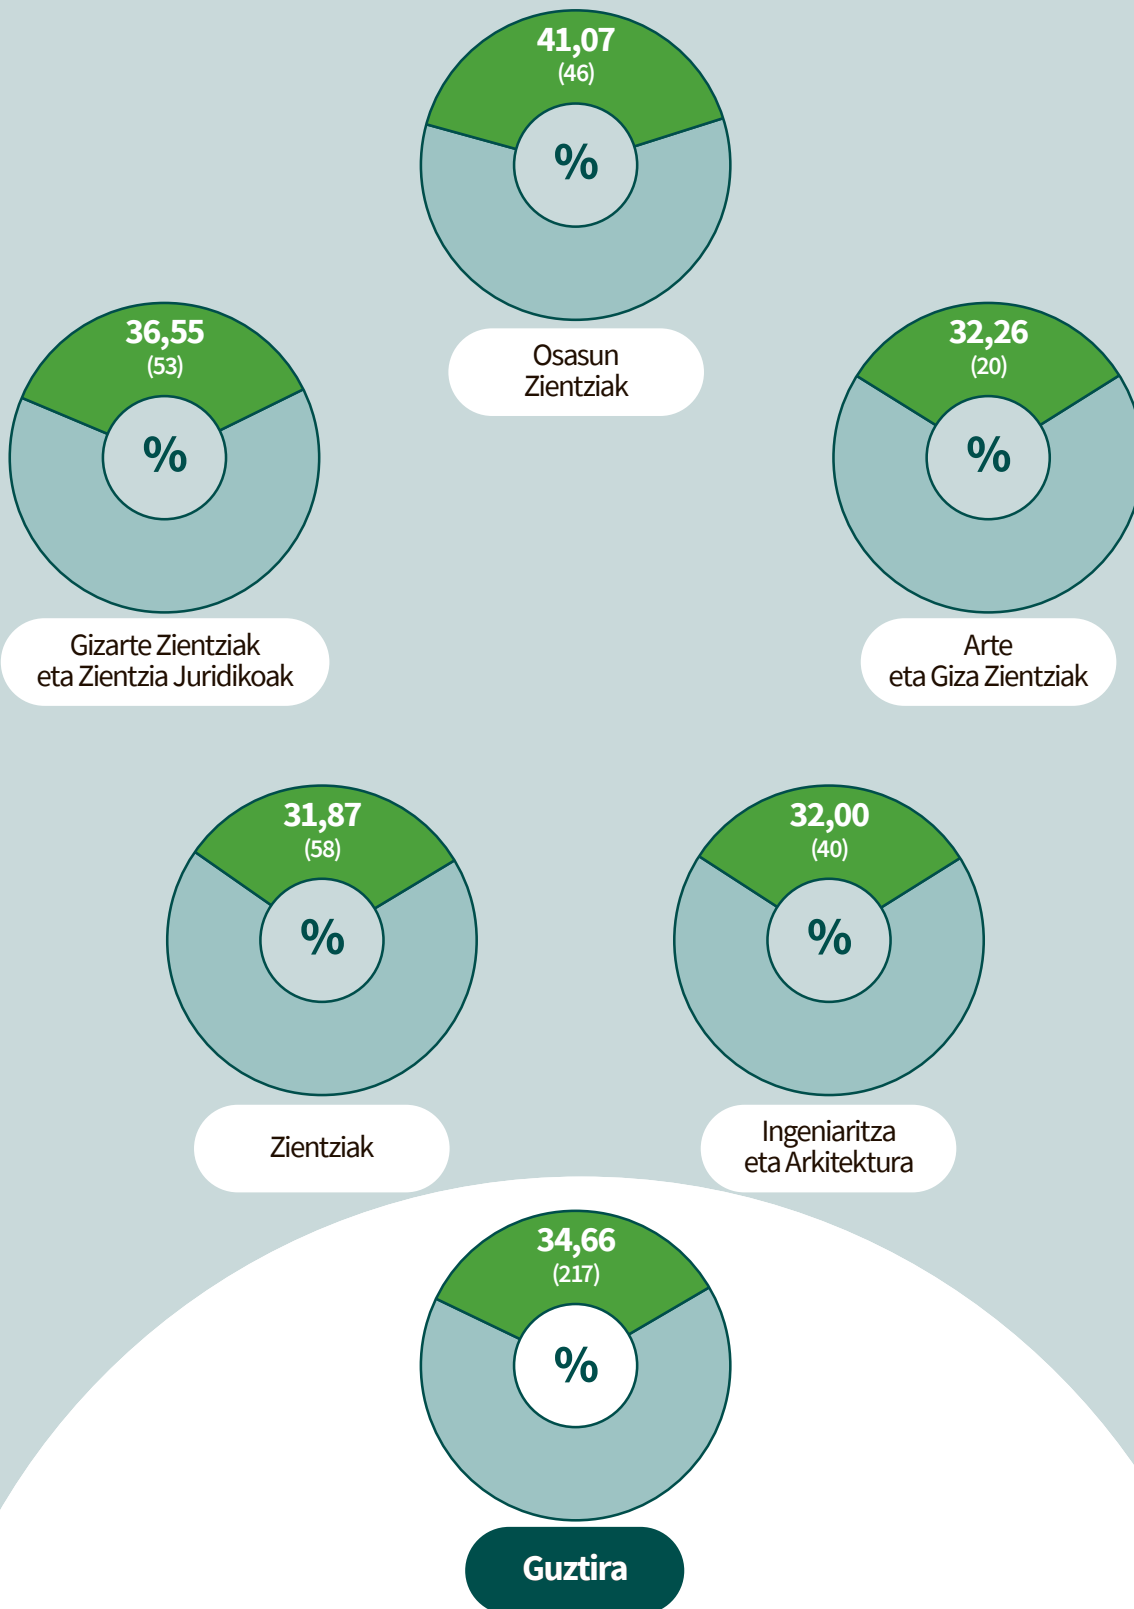 41,07
(46)
%
Osasun
Zientziak
36,55
(53)
%
Gizarte Zientziak
eta Zientzia Juridikoak
32,26
(20)
%
Arte
eta Giza Zientziak
31,87
(58)
%
Zientziak
32,00
(40)
%
Ingeniaritza
eta Arkitektura
34,66
(217)
%
Guztira